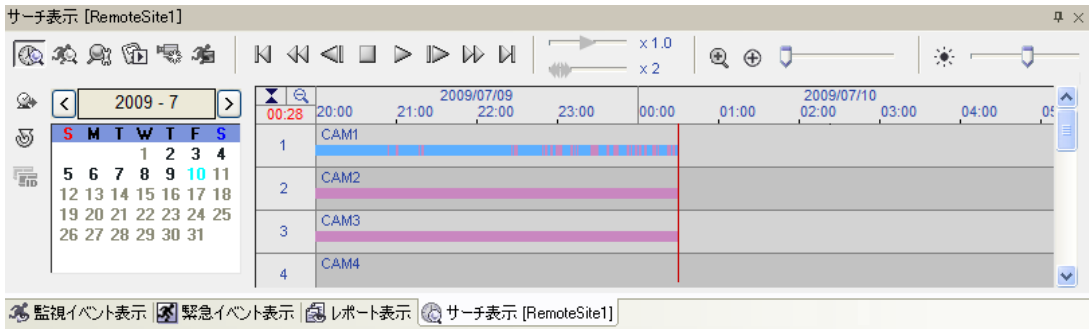 サーチ表示 [RemoteSite1]
x 1.0
x 2
2009 - 7
S M T W T F S
1 2 3 4
5 6 7 8 9 10 11
12 13 14 15 16 17 18
19 20 21 22 23 24 25
26 27 28 29 30 31
EID
2009/07/09 2009/07/10
00:28 20:00 21:00 22:00 23:00 00:00 01:00 02:00 03:00 04:00 05
1 CAM1
2 CAM2
3 CAM3
4 CAM4
監視イベント表示 緊急イベント表示 レポート表示 サーチ表示 [RemoteSite1]